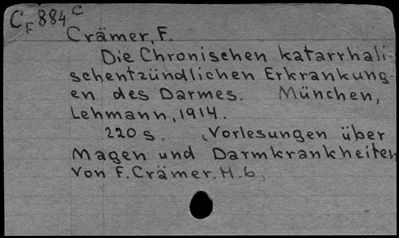 CF 884 c
Crämer, F.
Die Chronischen katarrhali-
schentzündlichen Erkrankung-
en des Darmes. München,
Lehmann, 1914.
220 s. „Vorlesungen über
Magen und Darmkrankheiten
von F. Crämer. H. 6„